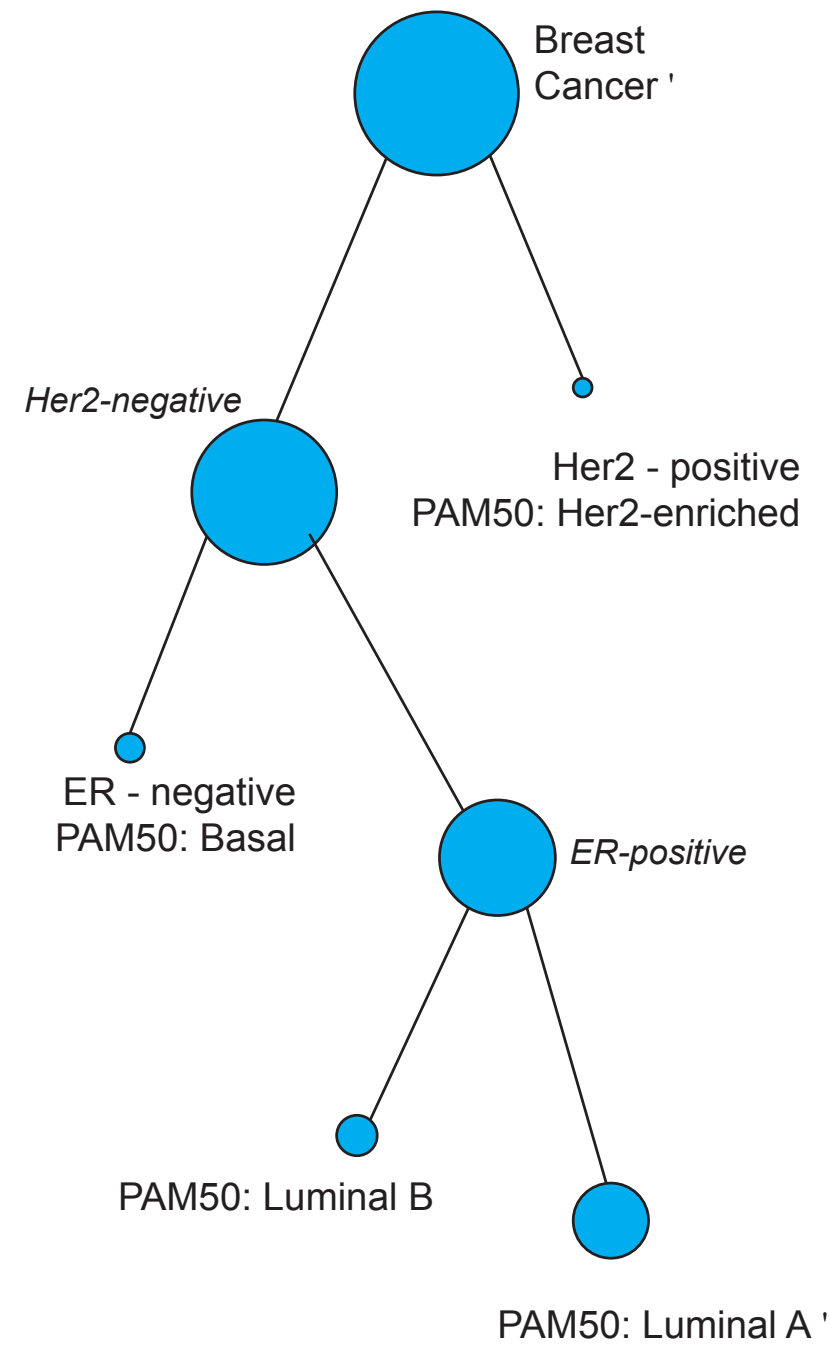 Breast
Cancer '
Her2-negative
Her2 - positive
PAM50: Her2-enriched
ER - negative
PAM50: Basal
ER-positive
PAM50: Luminal B
PAM50: Luminal A '